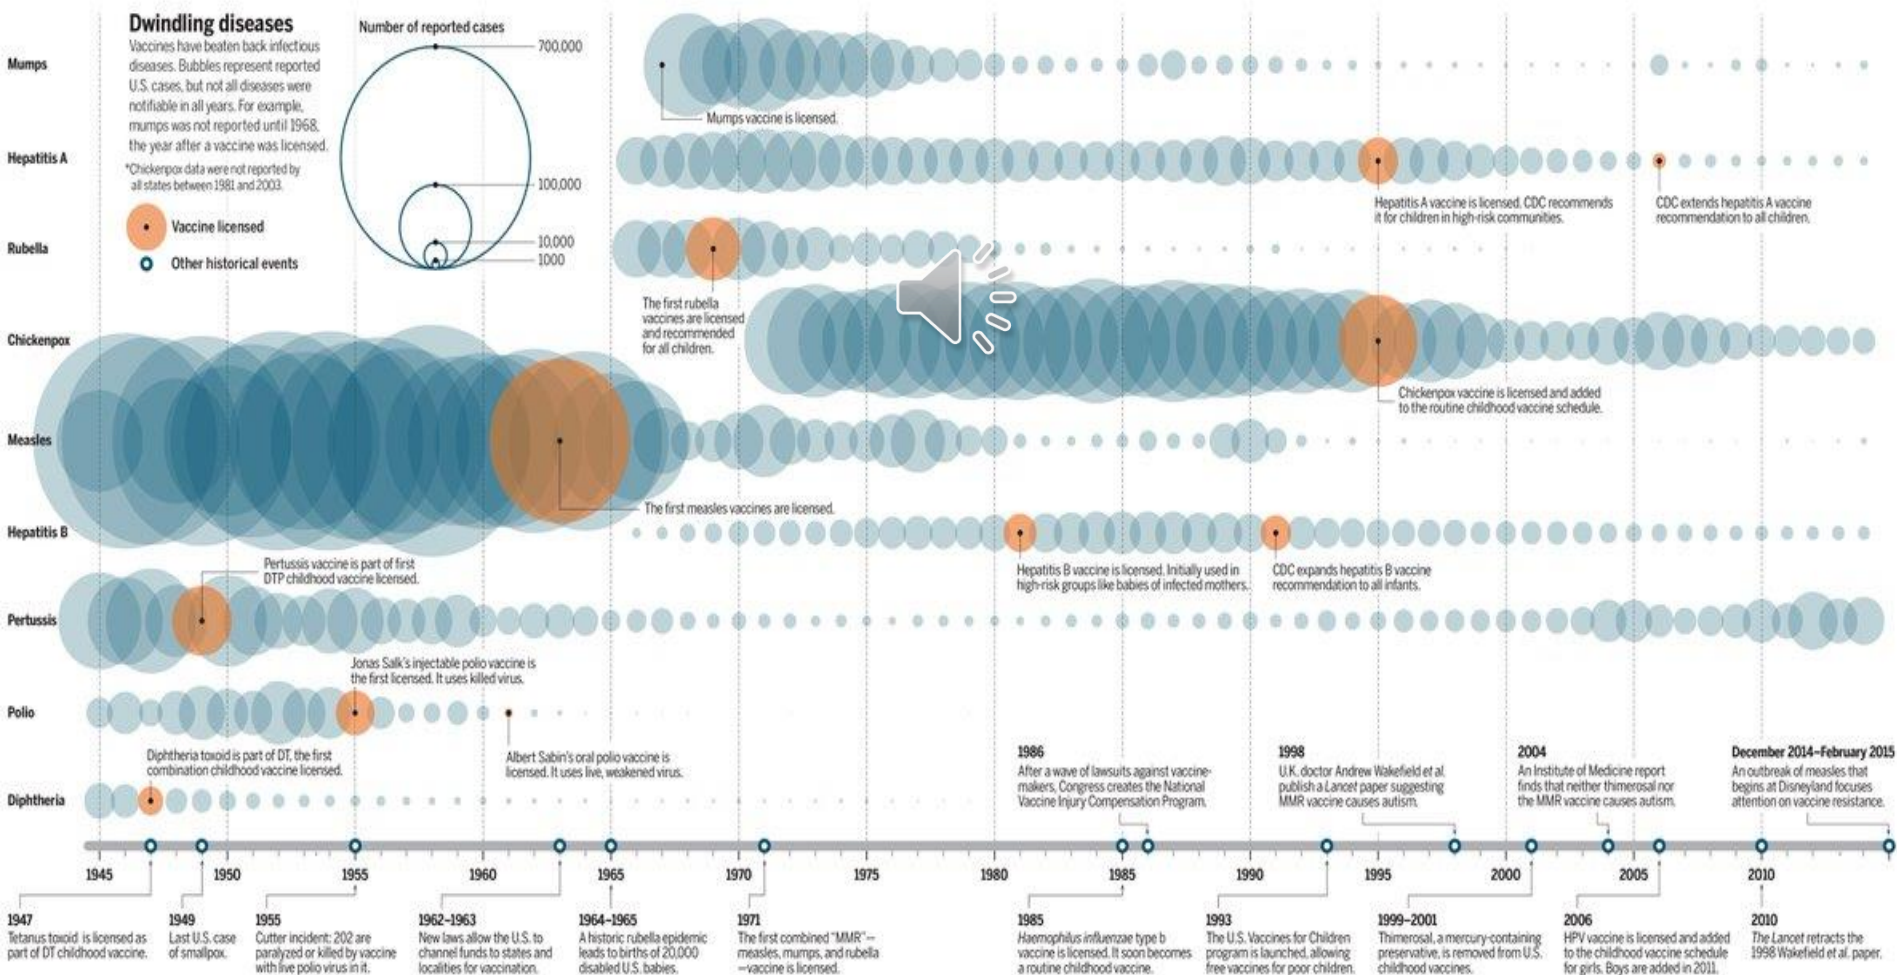 Dwindling diseases
Vaccines have beaten back infectious
diseases. Bubbles represent reported
U.S. cases, but not all diseases were
notifiable in all years. For example,
mumps was not reported until 1968,
the year after a vaccine was licensed.
*Chickenpox data were not reported by
all states between 1981 and 2003.
Vaccine licensed
Other historical events
Number of reported cases
700,000
100,000
10,000
1000
Mumps
Mumps vaccine is licensed.
Hepatitis A
Hepatitis A vaccine is licensed. CDC recommends
it for children in high-risk communities.
CDC extends hepatitis A vaccine
recommendation to all children.
Rubella
The first rubella
vaccines are licensed
and recommended
for all children.
Chickenpox
Chickenpox vaccine is licensed and added
to the routine childhood vaccine schedule.
Measles
The first measles vaccines are licensed.
Hepatitis B
Hepatitis B vaccine is licensed. Initially used in
high-risk groups like babies of infected mothers.
CDC expands hepatitis B vaccine
recommendation to all infants.
Pertussis vaccine is part of first
DTP childhood vaccine licensed.
Pertussis
Jonas Salk's injectable polio vaccine is
the first licensed. It uses killed virus.
Polio
Albert Sabin's oral polio vaccine is
licensed. It uses live, weakened virus.
Diphtheria toxoid is part of DT, the first
combination childhood vaccine licensed.
Diphtheria
1986
After a wave of lawsuits against vaccine-
makers, Congress creates the National
Vaccine Injury Compensation Program.
1998
U.K. doctor Andrew Wakefield et al.
publish a Lancet paper suggesting
MMR vaccine causes autism.
2004
An Institute of Medicine report
finds that neither thimerosal nor
the MMR vaccine causes autism.
December 2014–February 2015
An outbreak of measles that
begins at Disneyland focuses
attention on vaccine resistance.
1945 1950 1955 1960 1965 1970 1975 1980 1985 1990 1995 2000 2005 2010
1947
Tetanus toxoid is licensed as
part of DT childhood vaccine.
1949
Last U.S. case
of smallpox.
1955
Cutter incident: 202 are
paralyzed or killed by vaccine
with live polio virus in it.
1962–1963
New laws allow the U.S. to
channel funds to states and
localities for vaccination.
1964–1965
A historic rubella epidemic
leads to births of 20,000
disabled U.S. babies.
1971
The first combined "MMR"—
measles, mumps, and rubella
—vaccine is licensed.
1985
Haemophilus influenzae type b
vaccine is licensed. It soon becomes
a routine childhood vaccine.
1993
The U.S. Vaccines for Children
program is launched, allowing
free vaccines for poor children.
1999–2001
Thimerosal, a mercury-containing
preservative, is removed from U.S.
childhood vaccines.
2006
HPV vaccine is licensed and added
to the childhood vaccine schedule
for girls. Boys are added in 2011.
2010
The Lancet retracts the
1998 Wakefield et al. paper.